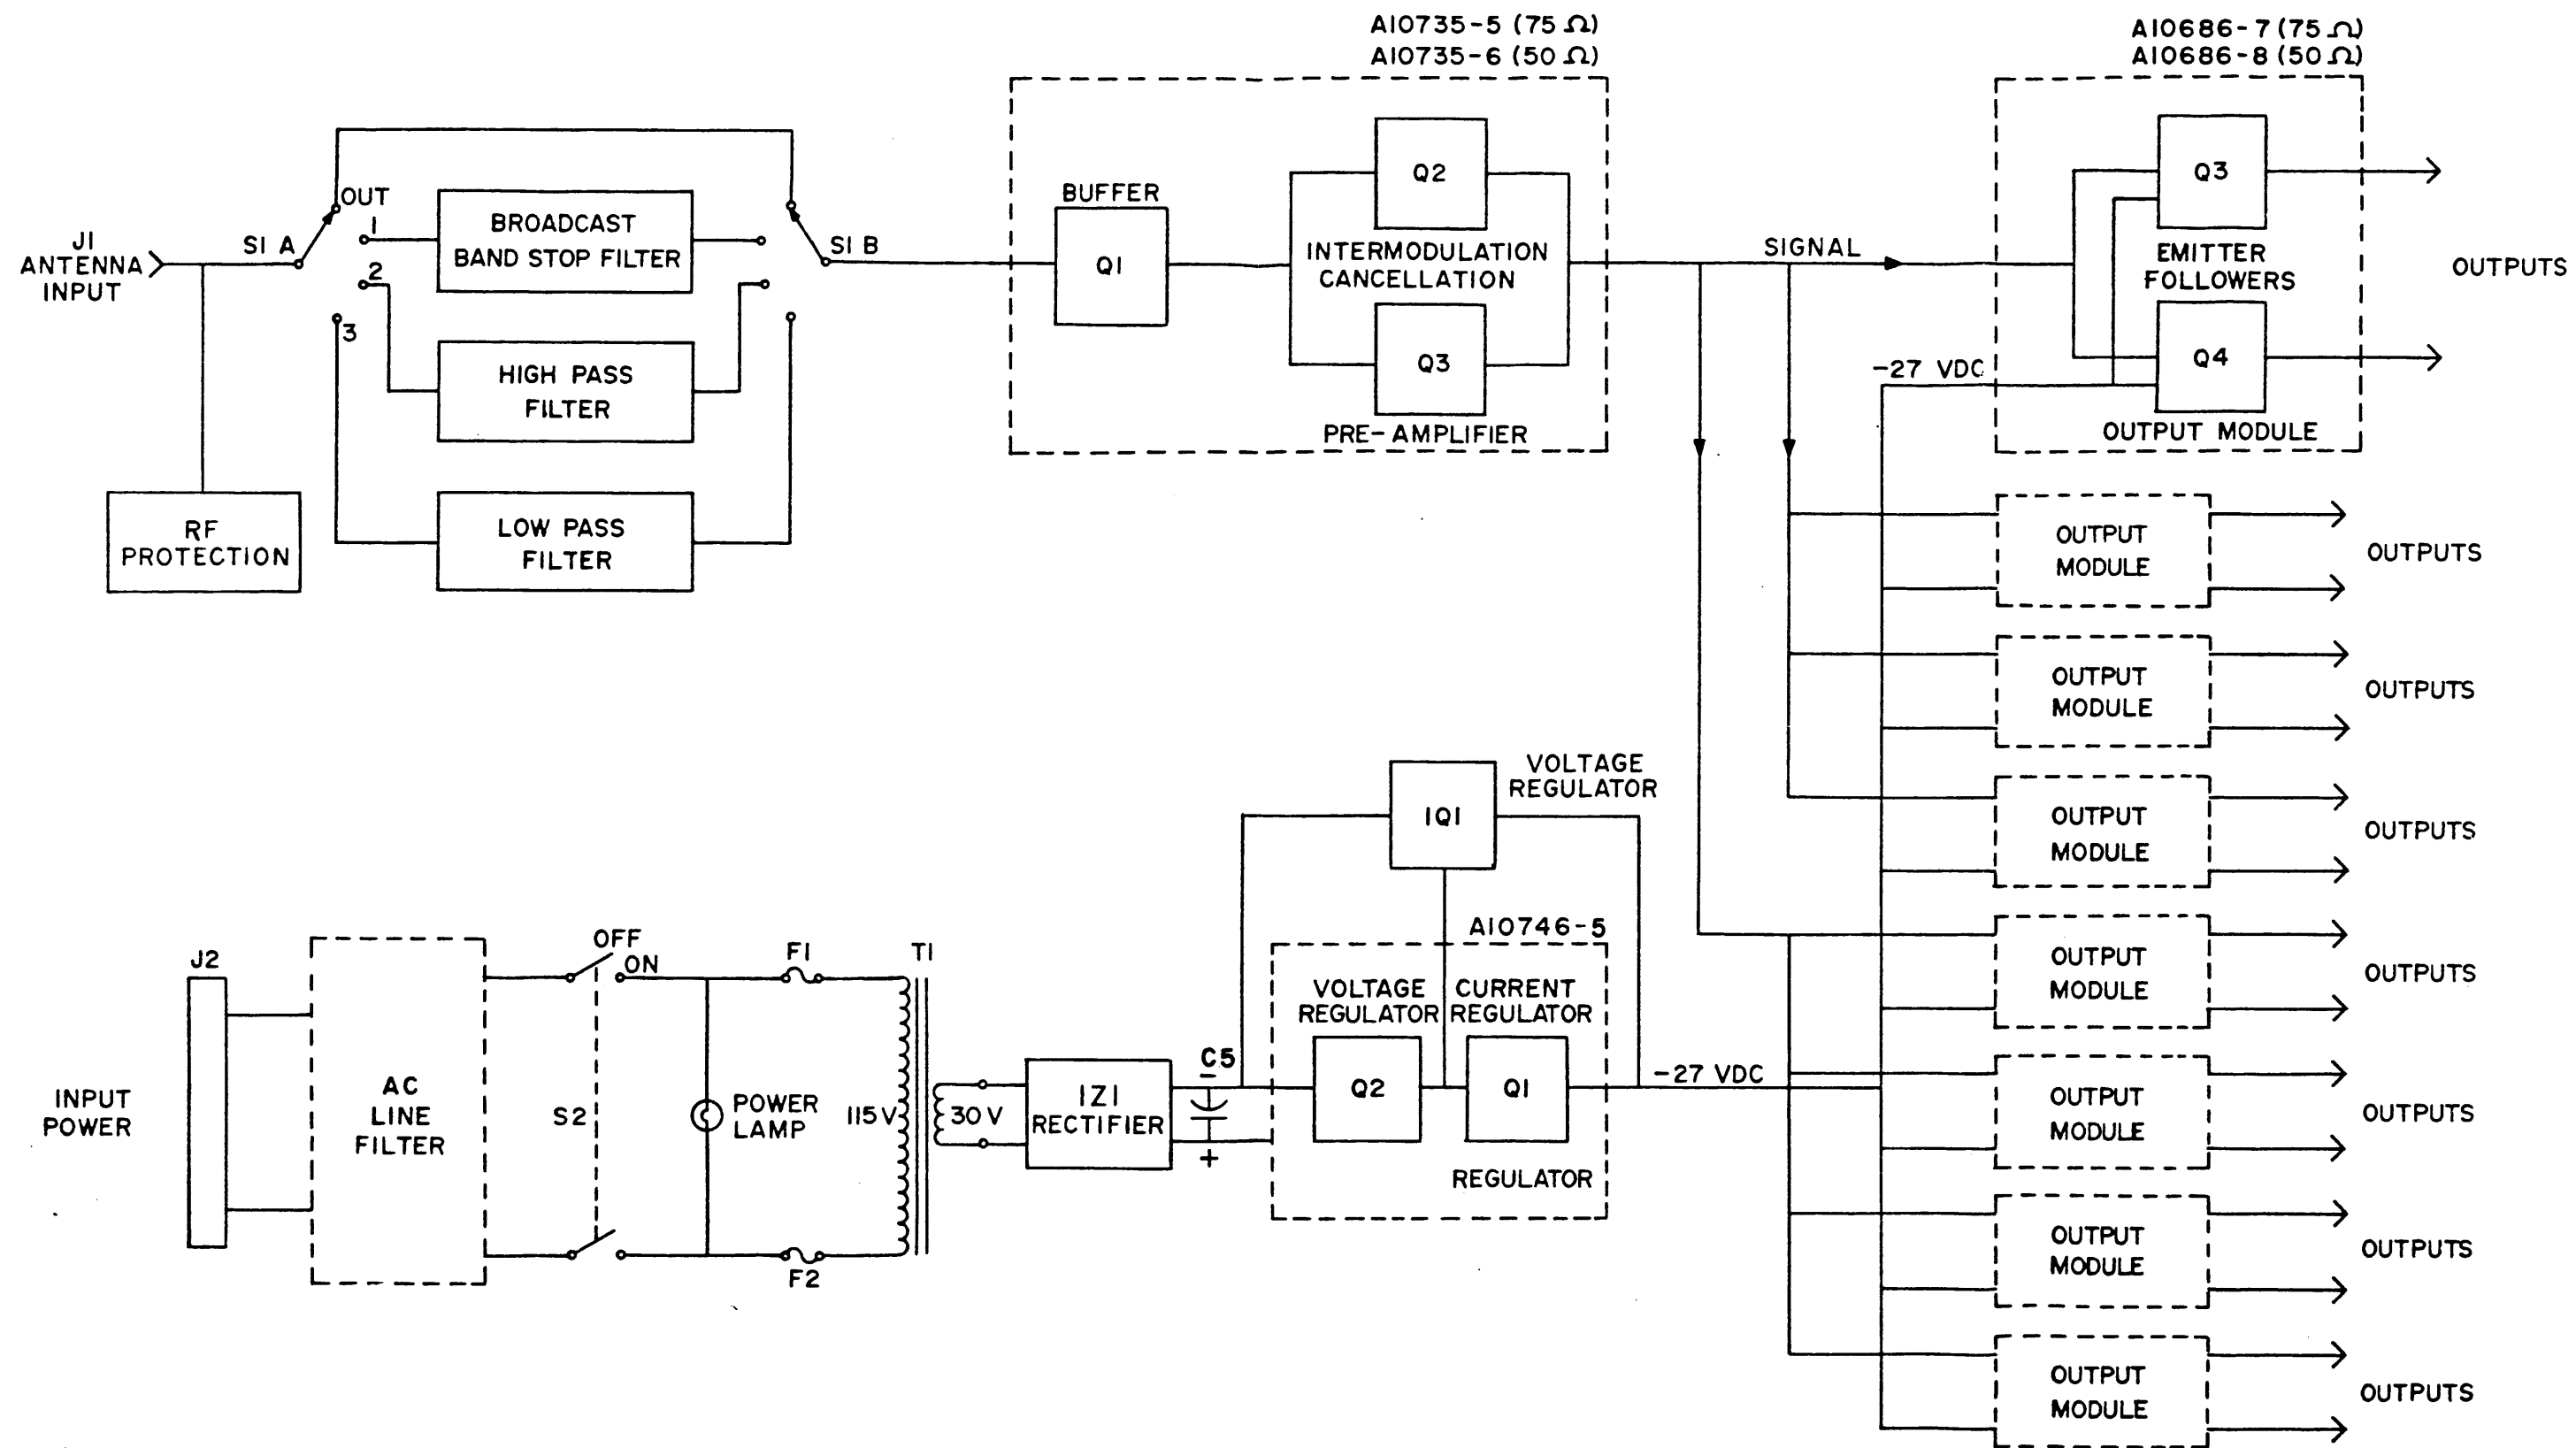 A10735-5 (75 Ω)
A10735-6 (50 Ω)
A10686-7 (75 Ω)
A10686-8 (50 Ω)
J1
ANTENNA
INPUT
S1 A
OUT
1
2
3
BROADCAST
BAND STOP FILTER
HIGH PASS
FILTER
LOW PASS
FILTER
RF
PROTECTION
S1 B
BUFFER
Q1
Q2
INTERMODULATION
CANCELLATION
Q3
PRE-AMPLIFIER
SIGNAL
-27 VDC
Q3
EMITTER
FOLLOWERS
Q4
OUTPUT MODULE
OUTPUTS
OUTPUT
MODULE
OUTPUTS
OUTPUT
MODULE
OUTPUTS
OUTPUT
MODULE
OUTPUTS
OUTPUT
MODULE
OUTPUTS
OUTPUT
MODULE
OUTPUTS
OUTPUT
MODULE
OUTPUTS
OUTPUT
MODULE
OUTPUTS
INPUT
POWER
J2
AC
LINE
FILTER
OFF
ON
S2
POWER
LAMP
F1
F2
T1
115V
30V
1Z1
RECTIFIER
C5
-
+
1Q1
VOLTAGE
REGULATOR
A10746-5
VOLTAGE
REGULATOR
CURRENT
REGULATOR
Q2
Q1
REGULATOR
-27 VDC